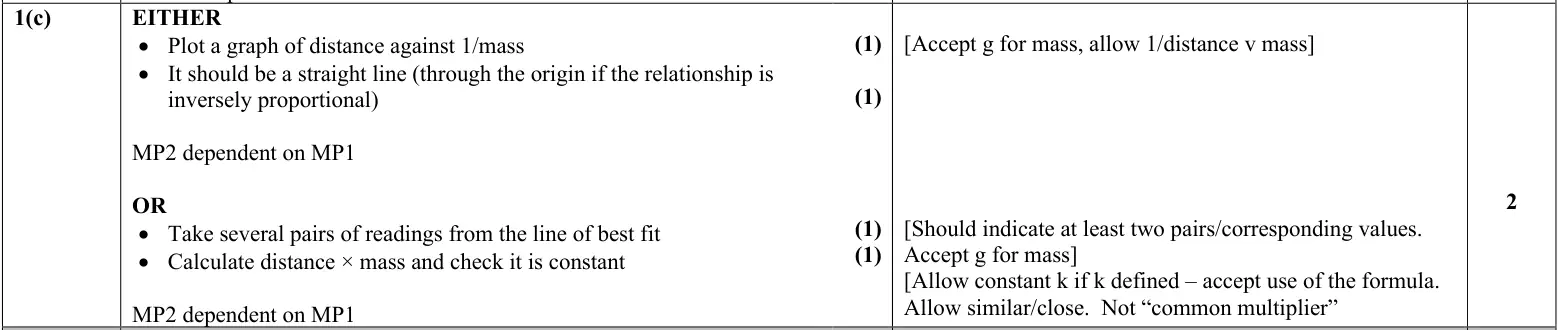 1(c)
EITHER
• Plot a graph of distance against 1/mass (1) [Accept g for mass, allow 1/distance v mass]
• It should be a straight line (through the origin if the relationship is
inversely proportional) (1)
MP2 dependent on MP1
OR
• Take several pairs of readings from the line of best fit (1) [Should indicate at least two pairs/corresponding values.
• Calculate distance × mass and check it is constant (1) Accept g for mass]
[Allow constant k if k defined – accept use of the formula.
MP2 dependent on MP1 Allow similar/close. Not “common multiplier”
2